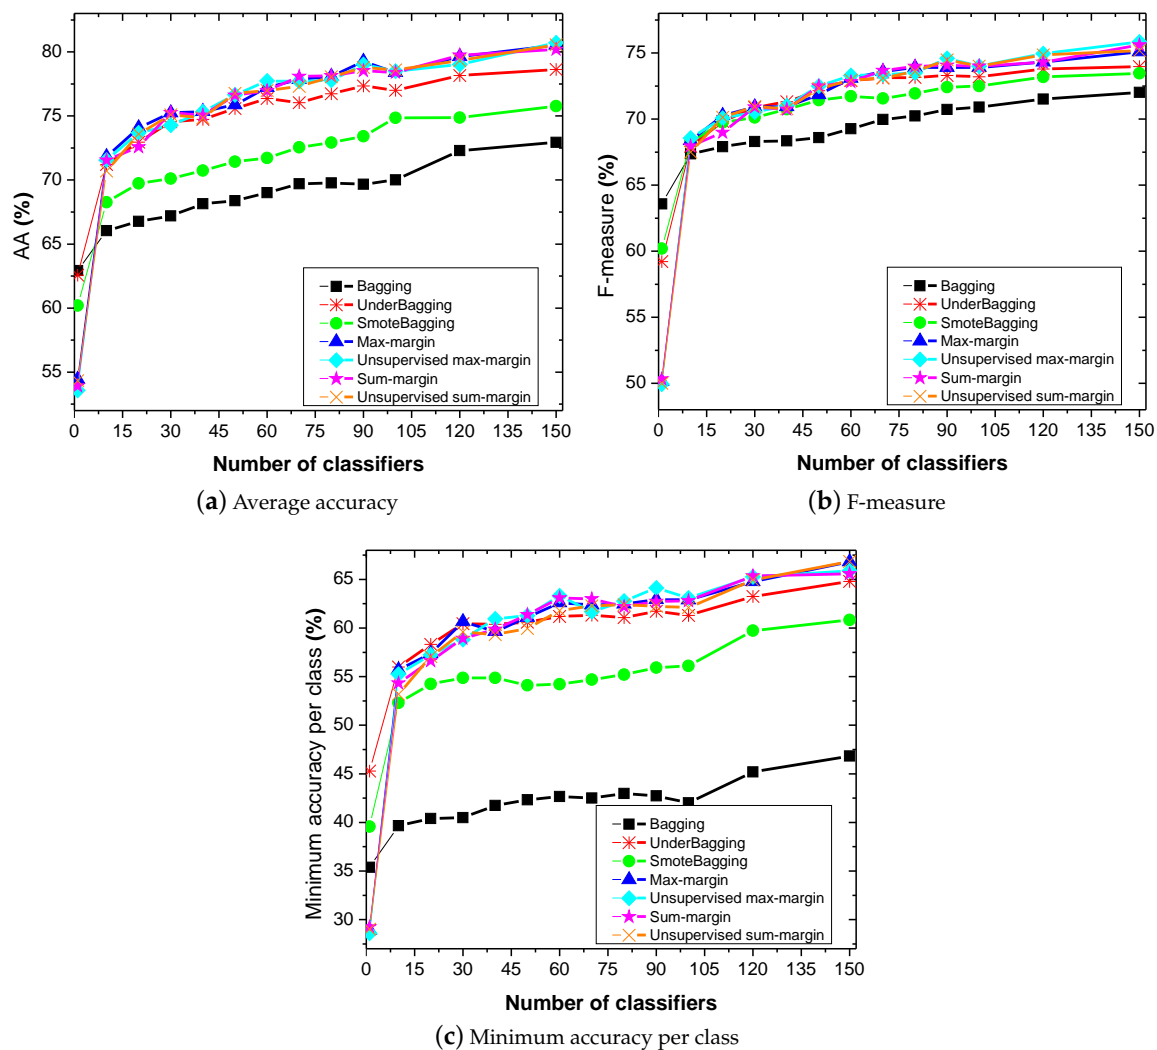 80
75
70
65
60
55
AA (%)
0 15 30 45 60 75 90 105 120 135 150
Number of classifiers
Bagging
UnderBagging
SmoteBagging
Max-margin
Unsupervised max-margin
Sum-margin
Unsupervised sum-margin
(a) Average accuracy
75
70
65
60
55
50
F-measure (%)
0 15 30 45 60 75 90 105 120 135 150
Number of classifiers
Bagging
UnderBagging
SmoteBagging
Max-margin
Unsupervised max-margin
Sum-margin
Unsupervised sum-margin
(b) F-measure
65
60
55
50
45
40
35
30
Minimum accuracy per class (%)
0 15 30 45 60 75 90 105 120 135 150
Number of classifiers
Bagging
UnderBagging
SmoteBagging
Max-margin
Unsupervised max-margin
Sum-margin
Unsupervised sum-margin
(c) Minimum accuracy per class